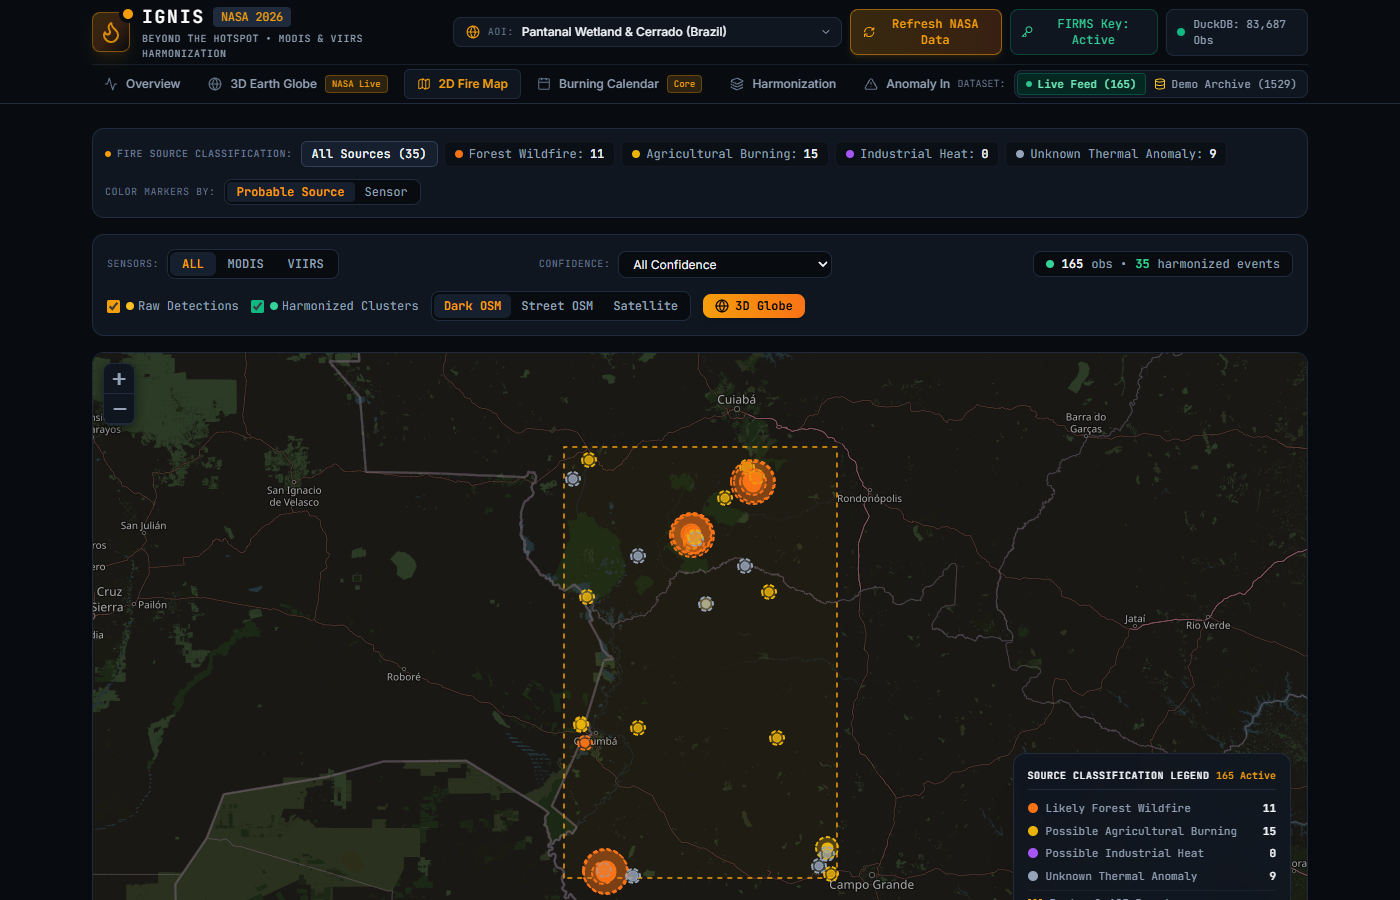 IGNIS NASA 2026
BEYOND THE HOTSPOT • MODIS & VIIRS
HARMONIZATION
AOI: Pantanal Wetland & Cerrado (Brazil)
Refresh NASA
Data
FIRMS Key:
Active
DuckDB: 83,687
Obs
Overview
3D Earth Globe NASA Live
2D Fire Map
Burning Calendar Core
Harmonization
Anomaly In
DATASET:
Live Feed (165)
Demo Archive (1529)
FIRE SOURCE CLASSIFICATION:
All Sources (35)
Forest Wildfire: 11
Agricultural Burning: 15
Industrial Heat: 0
Unknown Thermal Anomaly: 9
COLOR MARKERS BY:
Probable Source
Sensor
SENSORS:
ALL
MODIS
VIIRS
CONFIDENCE:
All Confidence
165 obs • 35 harmonized events
Raw Detections
Harmonized Clusters
Dark OSM
Street OSM
Satellite
3D Globe
+
−
Cuiabá
Barra do
Garças
arayos
San Ignacio
de Velasco
Rondonópolis
San Julián
ros
ero
Cruz
Sierra
Pailón
dia
Jataí
Rio Verde
Roboré
umbá
Campo Grande
ora
SOURCE CLASSIFICATION LEGEND 165 Active
Likely Forest Wildfire 11
Possible Agricultural Burning 15
Possible Industrial Heat 0
Unknown Thermal Anomaly 9